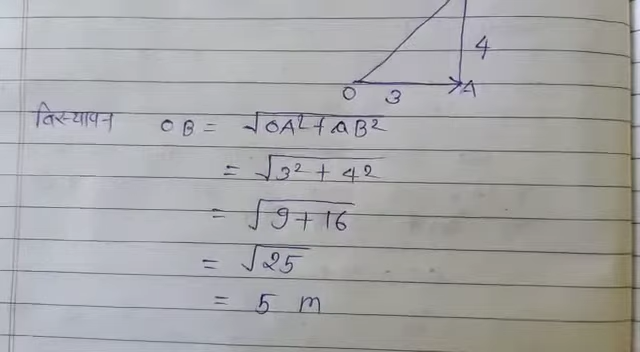 4
O 3 A
विस्थापन OB = √OA²+AB²
= √3²+4²
= √9+16
= √25
= 5 m